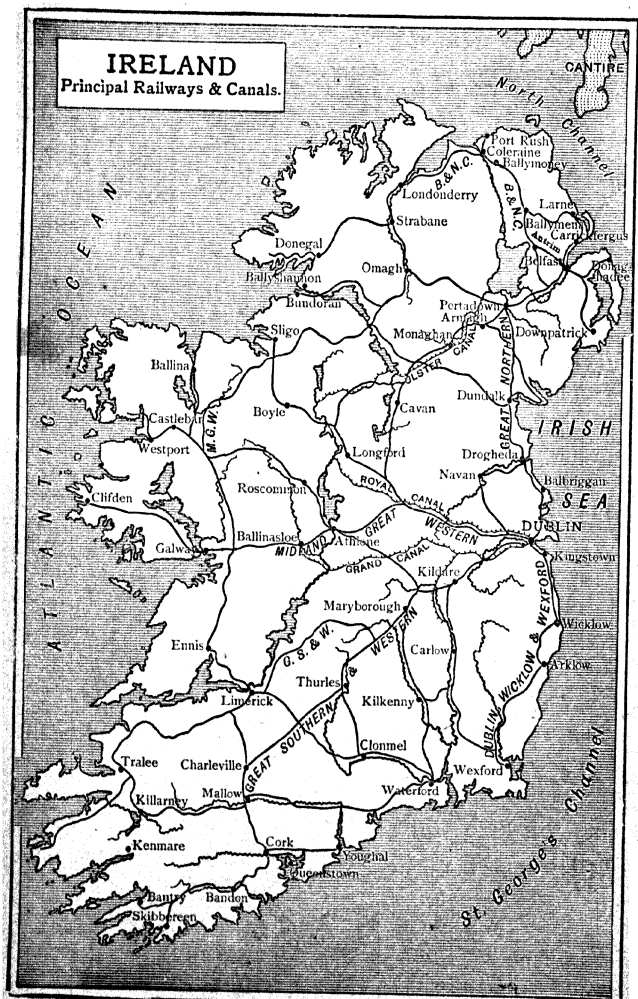 IRELAND
Principal Railways & Canals.
CANTIRE
North Channel
Port Rush
Coleraine
Ballymoney
B.& N.C.
B.& N.C.
Londonderry
Larne
Strabane
Ballymena
Carrickfergus
Antrim
Donegal
Belfast
Donaghadee
Omagh
Ballyshannon
Bundoran
Portadown
Armagh
Sligo
Monaghan
Downpatrick
ULSTER CANAL
GREAT NORTHERN
Ballina
Dundalk
Boyle
Cavan
Castlebar
M.G.W.
IRISH
SEA
Westport
Longford
Drogheda
Navan
Balbriggan
Roscommon
ROYAL CANAL
Clifden
DUBLIN
Ballinasloe
Athlone
MIDLAND GREAT WESTERN
Galway
GRAND CANAL
Kingstown
Kildare
Maryborough
Wicklow
Ennis
G.S.& W.
Carlow
Arklow
Thurles
Limerick
Kilkenny
GREAT SOUTHERN & WESTERN
DUBLIN, WICKLOW & WEXFORD
Clonmel
Tralee
Charleville
Wexford
Mallow
Waterford
Killarney
Kenmare
Cork
Youghal
Queenstown
Bantry
Bandon
Skibbereen
ATLANTIC OCEAN
St. George's Channel